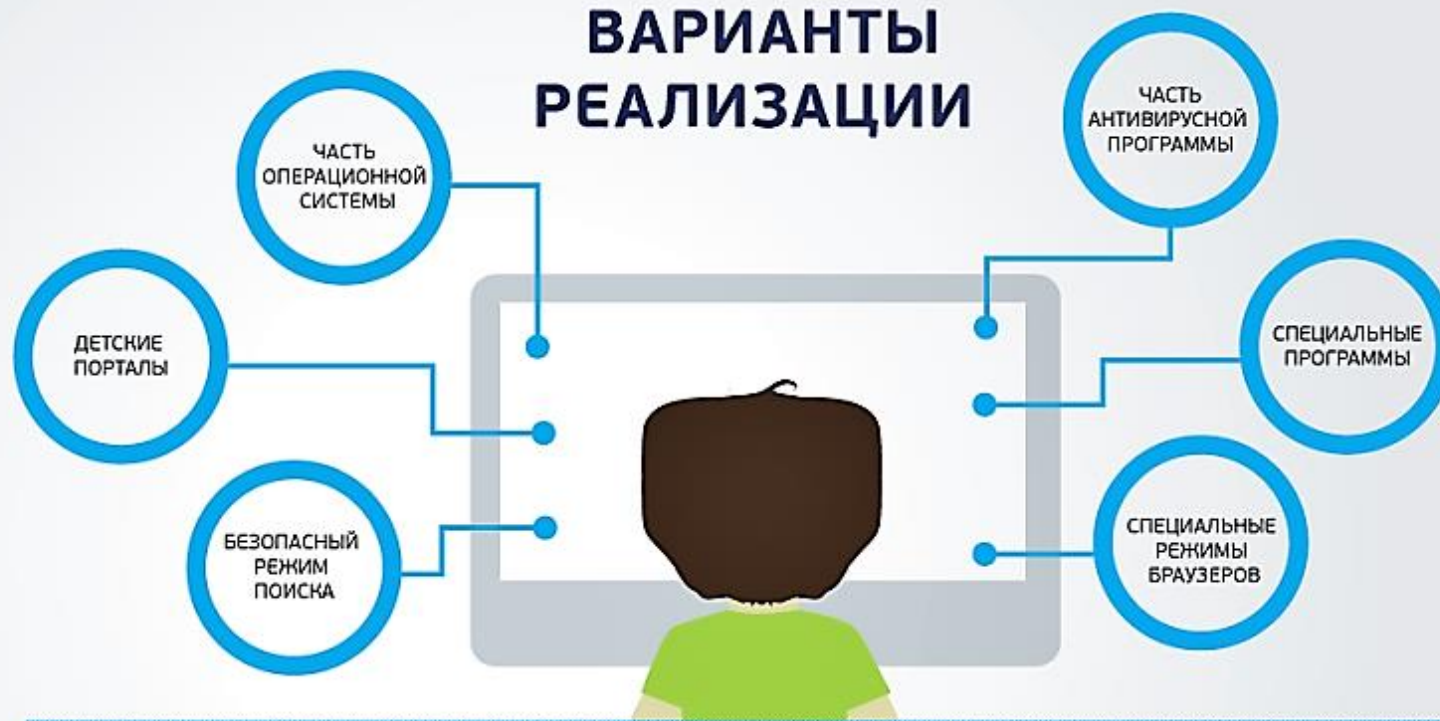 ВАРИАНТЫ
РЕАЛИЗАЦИИ
ЧАСТЬ
ОПЕРАЦИОННОЙ
СИСТЕМЫ
ДЕТСКИЕ
ПОРТАЛЫ
БЕЗОПАСНЫЙ
РЕЖИМ
ПОИСКА
ЧАСТЬ
АНТИВИРУСНОЙ
ПРОГРАММЫ
СПЕЦИАЛЬНЫЕ
ПРОГРАММЫ
СПЕЦИАЛЬНЫЕ
РЕЖИМЫ
БРАУЗЕРОВ